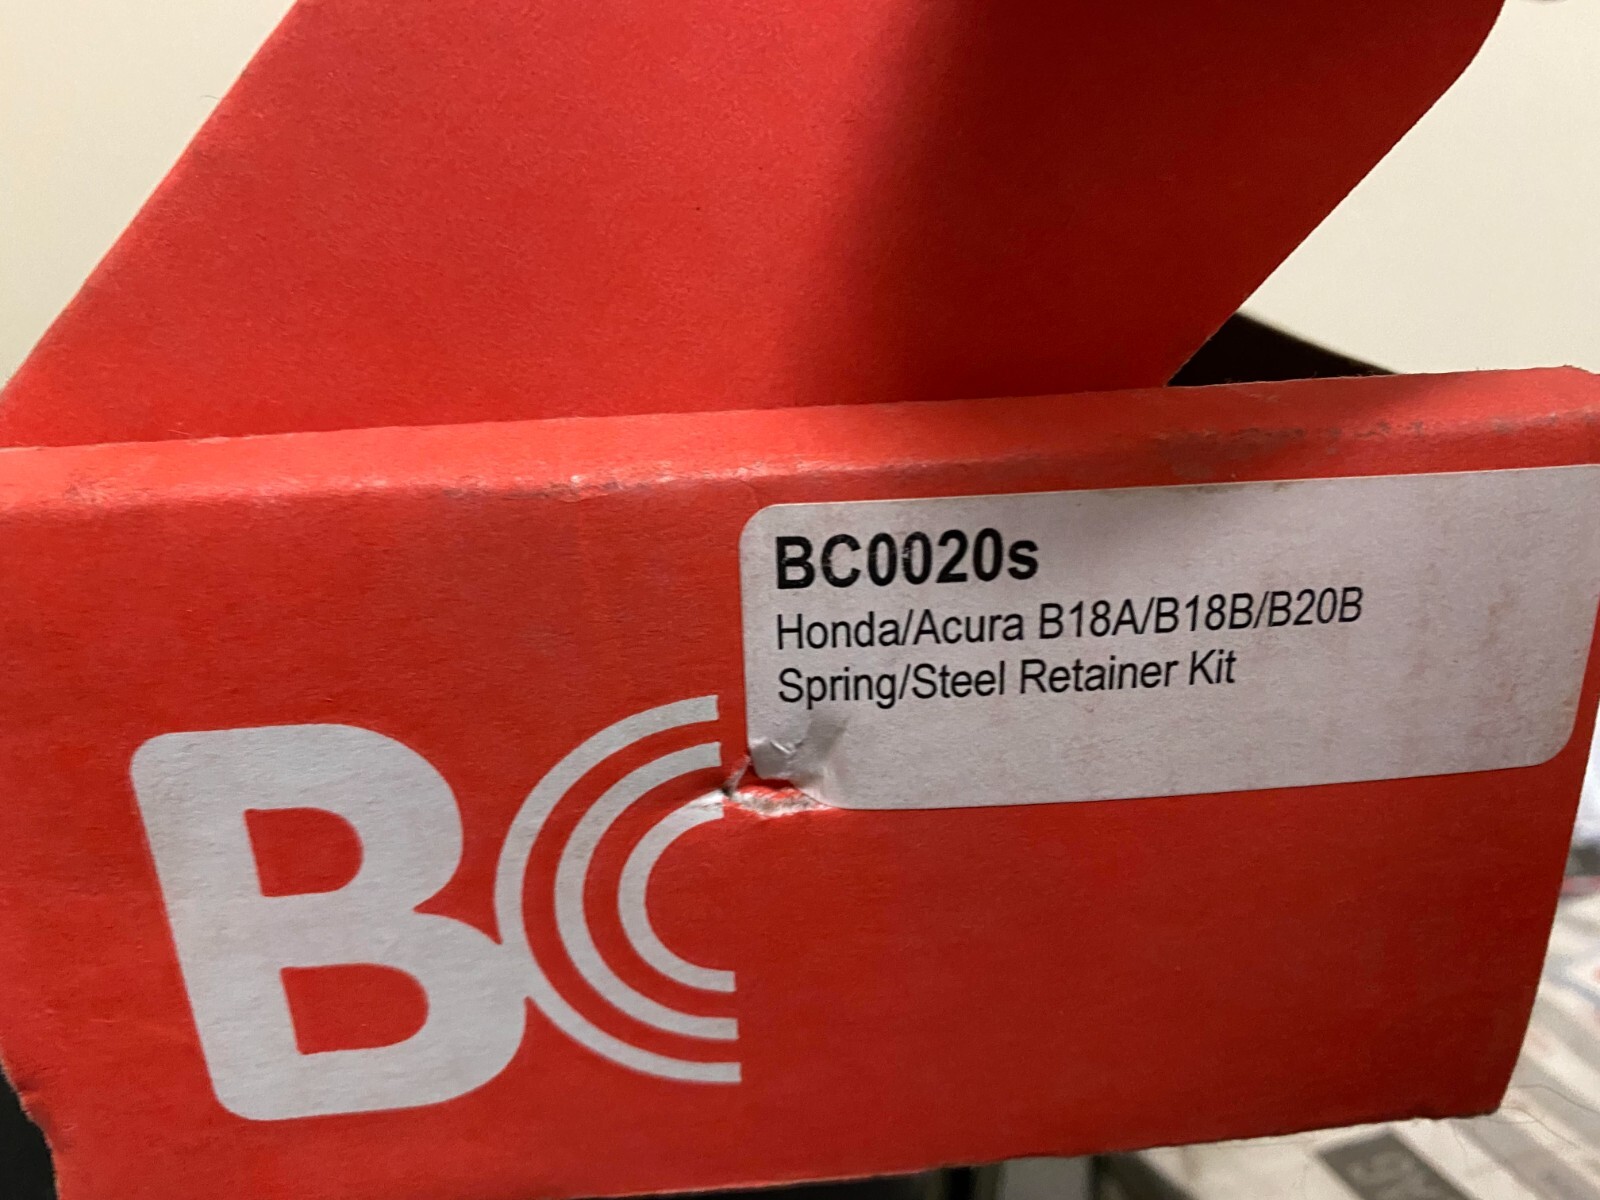 BC0020s
Honda/Acura B18A/B18B/B20B
Spring/Steel Retainer Kit
BC